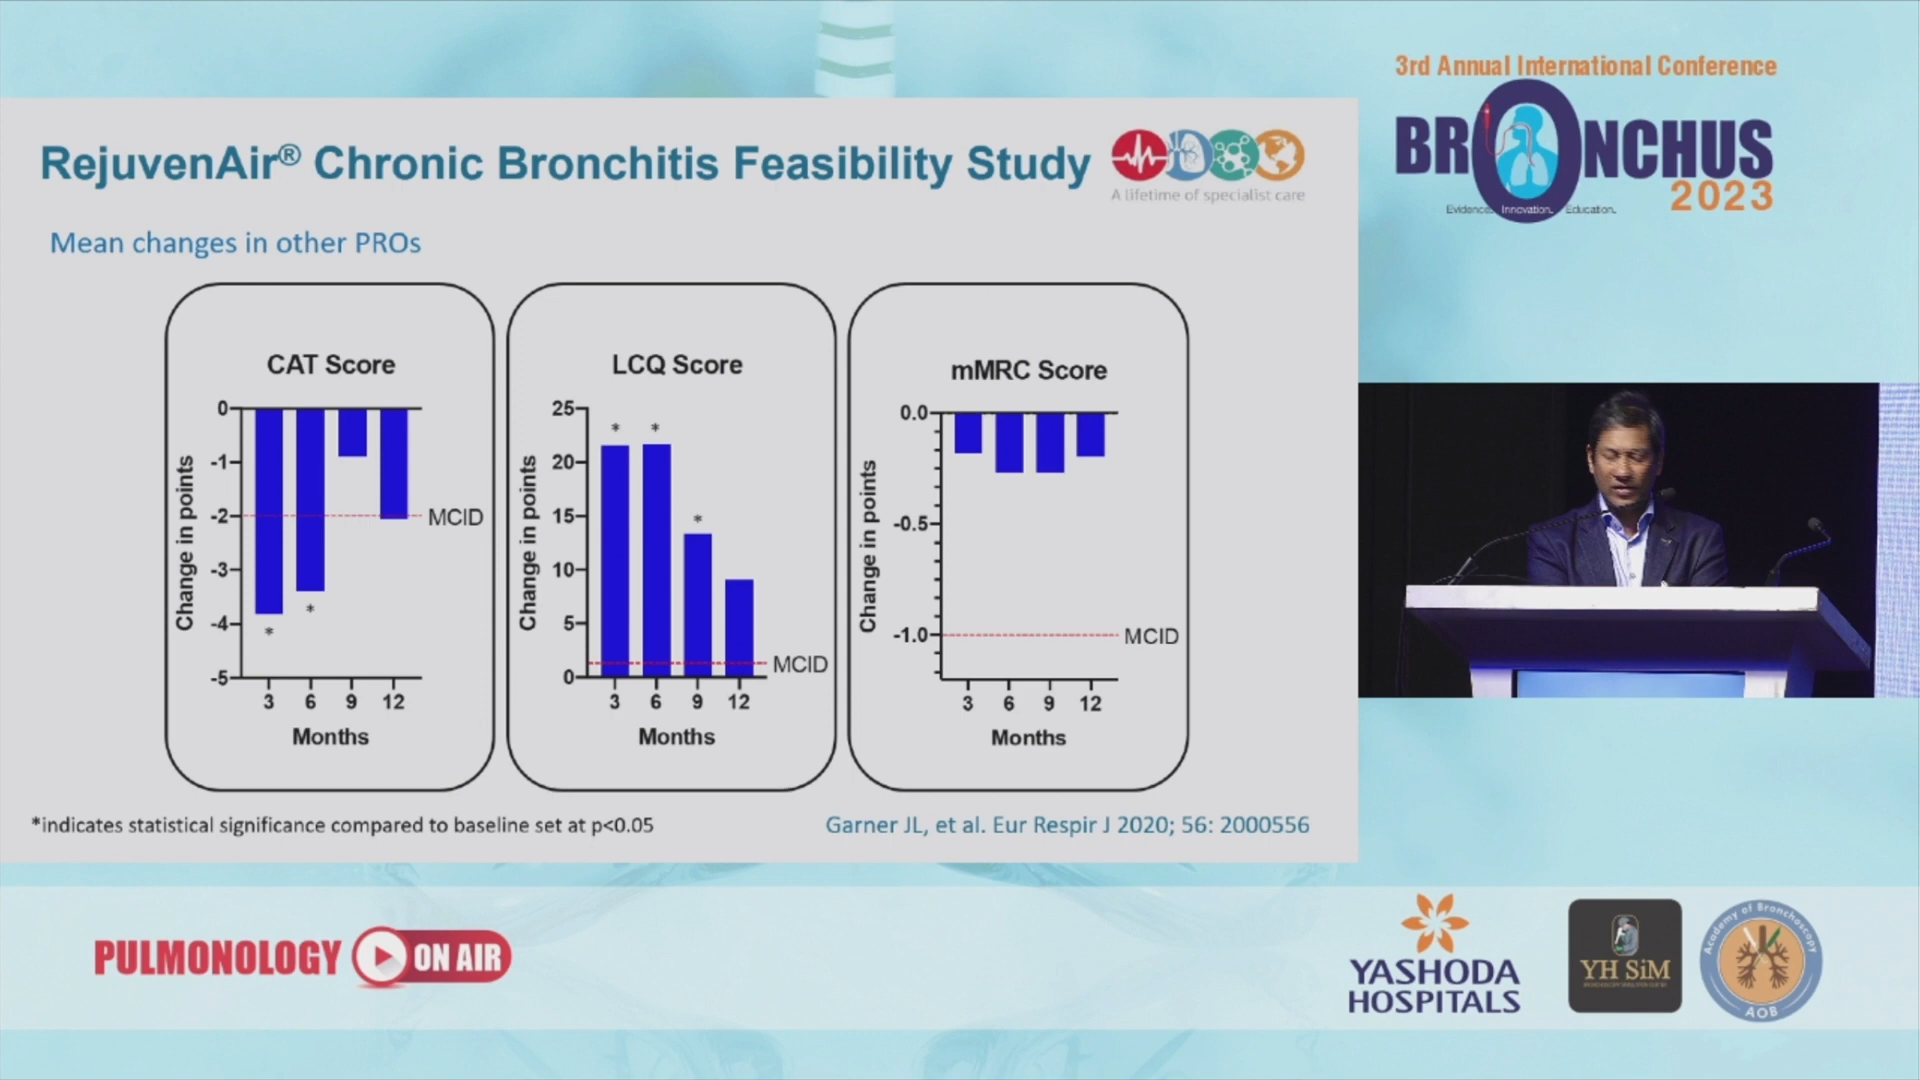 3rd Annual International Conference
BRONCHUS
2023
Evidence. Innovation. Education.
RejuvenAir® Chronic Bronchitis Feasibility Study
A lifetime of specialist care
Mean changes in other PROs
CAT Score
0
-1
-2
-3
-4
-5
Change in points
MCID
*
*
3 6 9 12
Months
LCQ Score
25
20
15
10
5
0
Change in points
* * *
MCID
3 6 9 12
Months
mMRC Score
0.0
-0.5
-1.0
Change in points
MCID
3 6 9 12
Months
*indicates statistical significance compared to baseline set at p<0.05
Garner JL, et al. Eur Respir J 2020; 56: 2000556
PULMONOLOGY ON AIR
YASHODA
HOSPITALS
YH SiM
Academy of Bronchoscopy
AOB